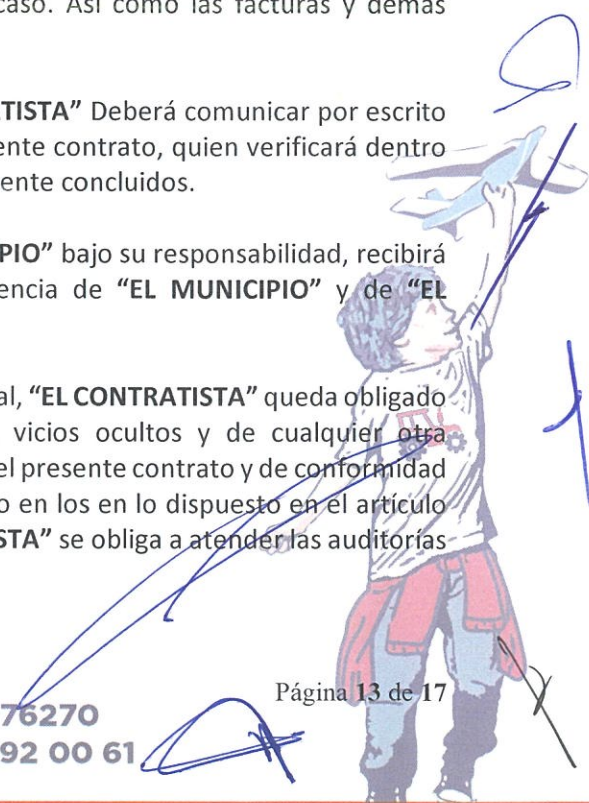 caso. Así como las facturas y demás
TISTA” Deberá comunicar por escrito
ente contrato, quien verificará dentro
ente concluidos.
PIO” bajo su responsabilidad, recibirá
encia de “EL MUNICIPIO” y de “EL
al, “EL CONTRATISTA” queda obligado
vicios ocultos y de cualquier otra
el presente contrato y de conformidad
o en los en lo dispuesto en el artículo
STA” se obliga a atender las auditorías
Página 13 de 17
76270
92 00 61